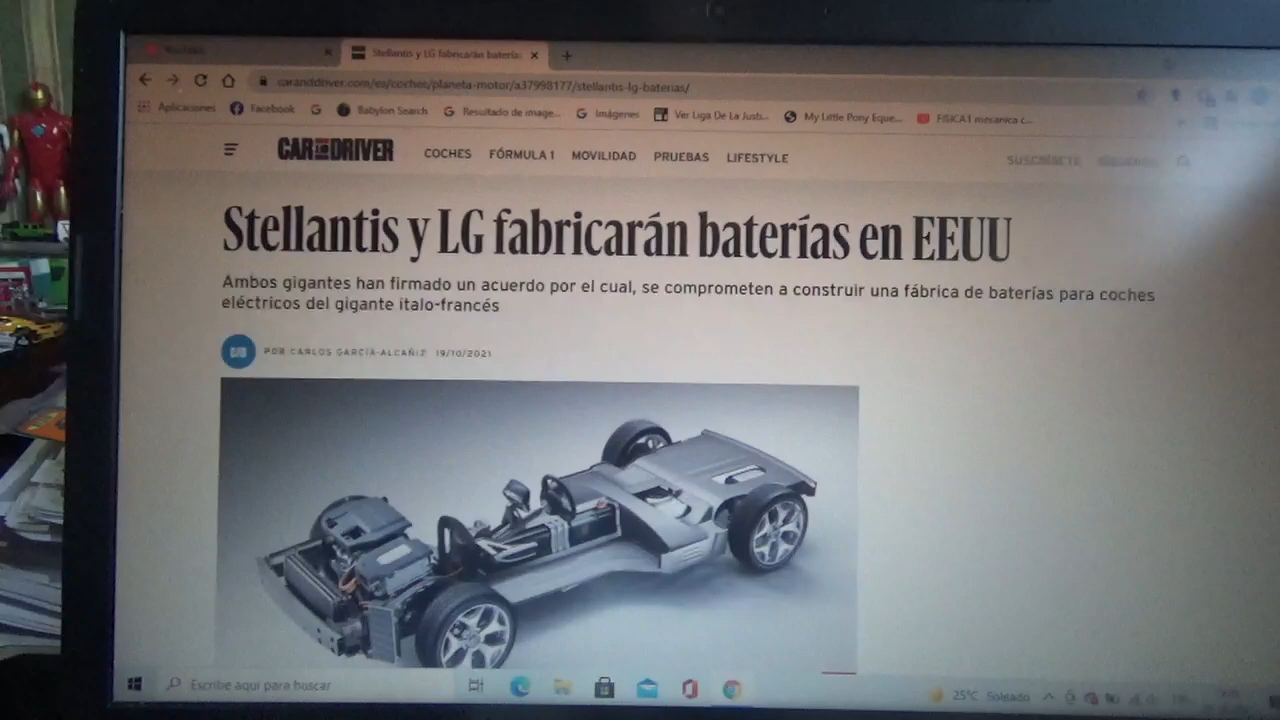 Stellantis y LG fabricarán baterías
caranddriver.com/es/coches/planeta-motor/a37998177/stellantis-lg-baterias/
Aplicaciones Facebook Babylon Search Resultado de image... Imágenes Ver Liga De La Justi... My Little Pony Eque... FISICA I mecanica c...
CAR AND DRIVER COCHES FÓRMULA 1 MOVILIDAD PRUEBAS LIFESTYLE SUSCRÍBETE
Stellantis y LG fabricarán baterías en EEUU
Ambos gigantes han firmado un acuerdo por el cual, se comprometen a construir una fábrica de baterías para coches
eléctricos del gigante italo-francés
POR CARLOS GARCÍA-ALCAÑIZ 19/10/2021
Escribe aquí para buscar 25°C Soleado